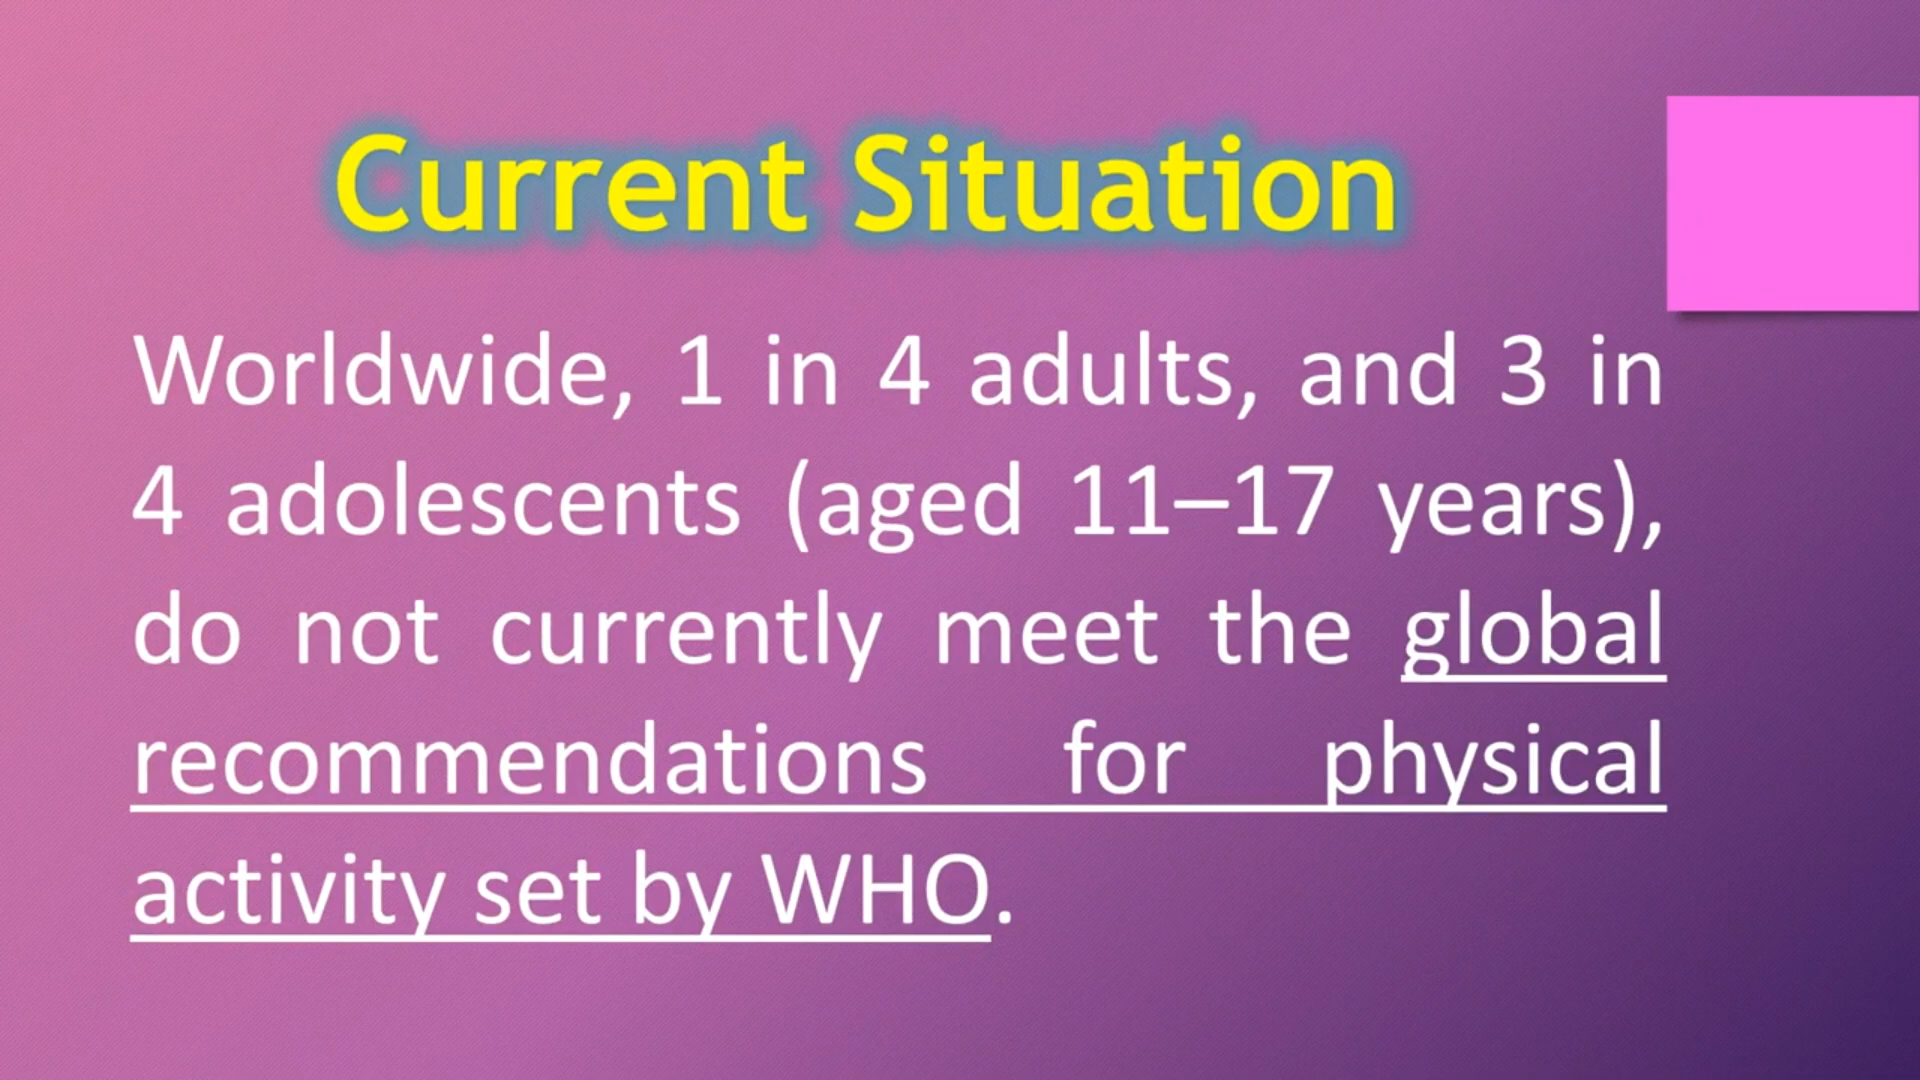 Current Situation
Worldwide, 1 in 4 adults, and 3 in
4 adolescents (aged 11–17 years),
do not currently meet the global
recommendations for physical
activity set by WHO.